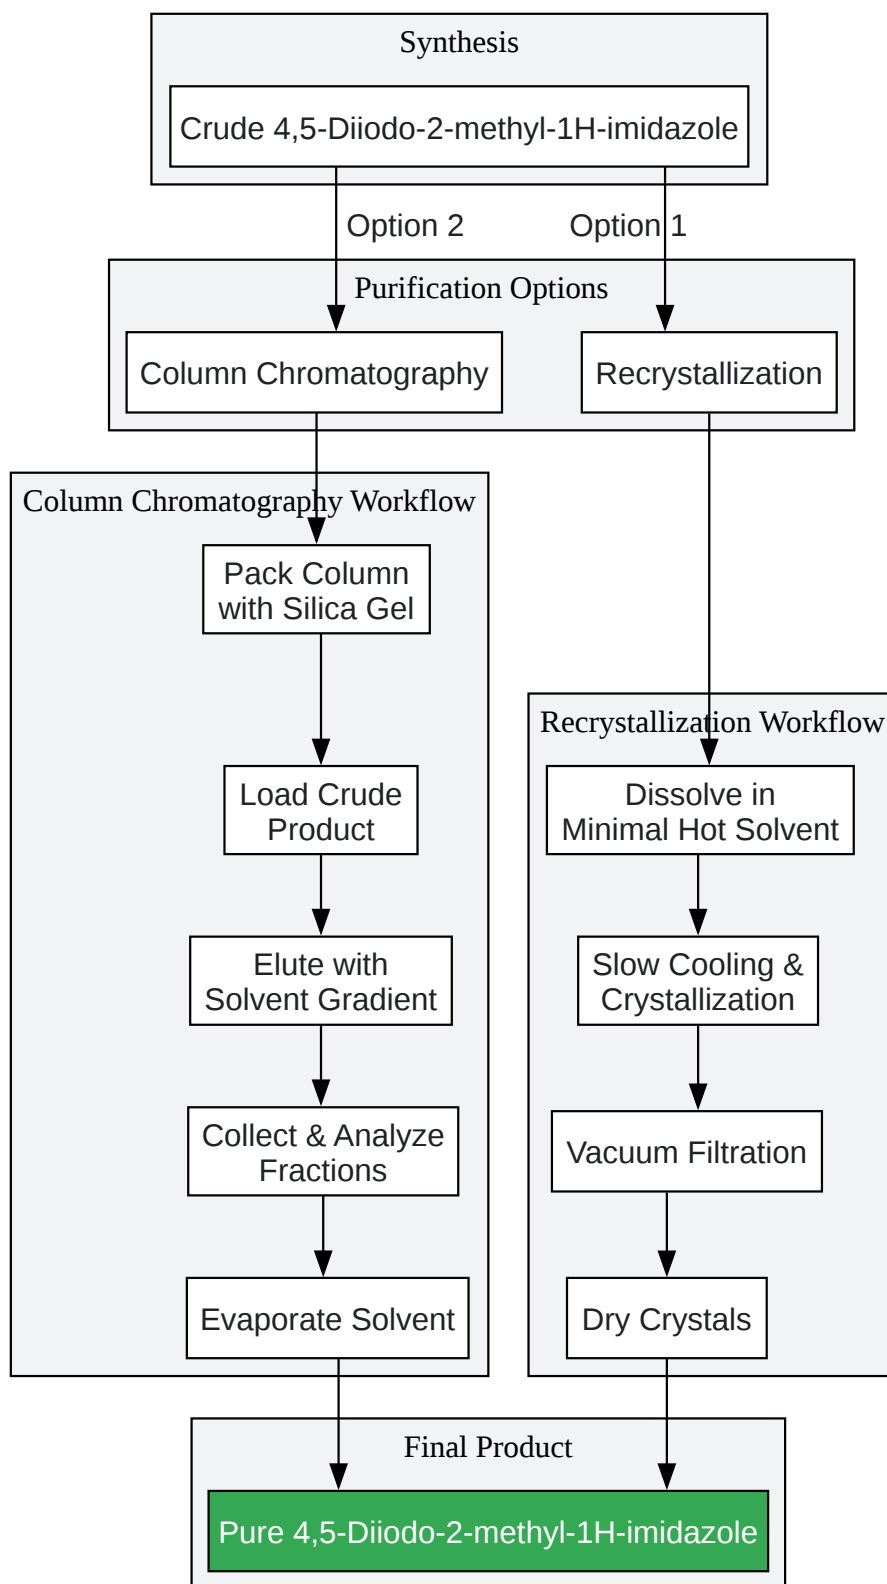 Synthesis
Crude 4,5-Diiodo-2-methyl-1H-imidazole
Option 2
Option 1
Purification Options
Column Chromatography
Recrystallization
Column Chromatography Workflow
Pack Column
with Silica Gel
Load Crude
Product
Elute with
Solvent Gradient
Collect & Analyze
Fractions
Evaporate Solvent
Recrystallization Workflow
Dissolve in
Minimal Hot Solvent
Slow Cooling &
Crystallization
Vacuum Filtration
Dry Crystals
Final Product
Pure 4,5-Diiodo-2-methyl-1H-imidazole